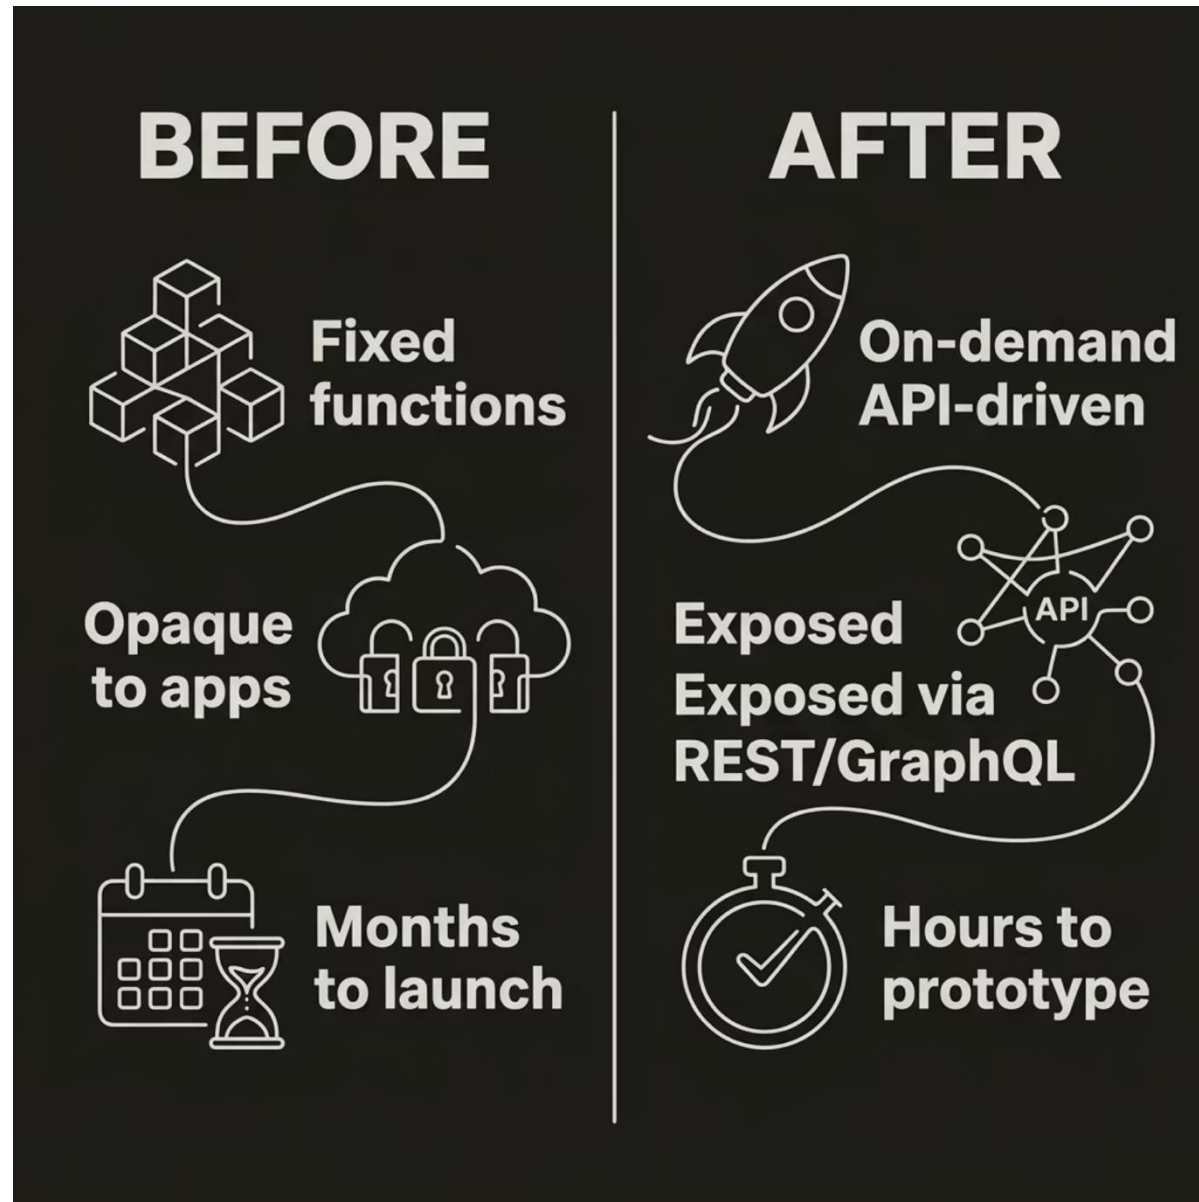 BEFORE
Fixed
functions
Opaque
to apps
Months
to launch
AFTER
On-demand
API-driven
API
Exposed
Exposed via
REST/GraphQL
Hours to
prototype